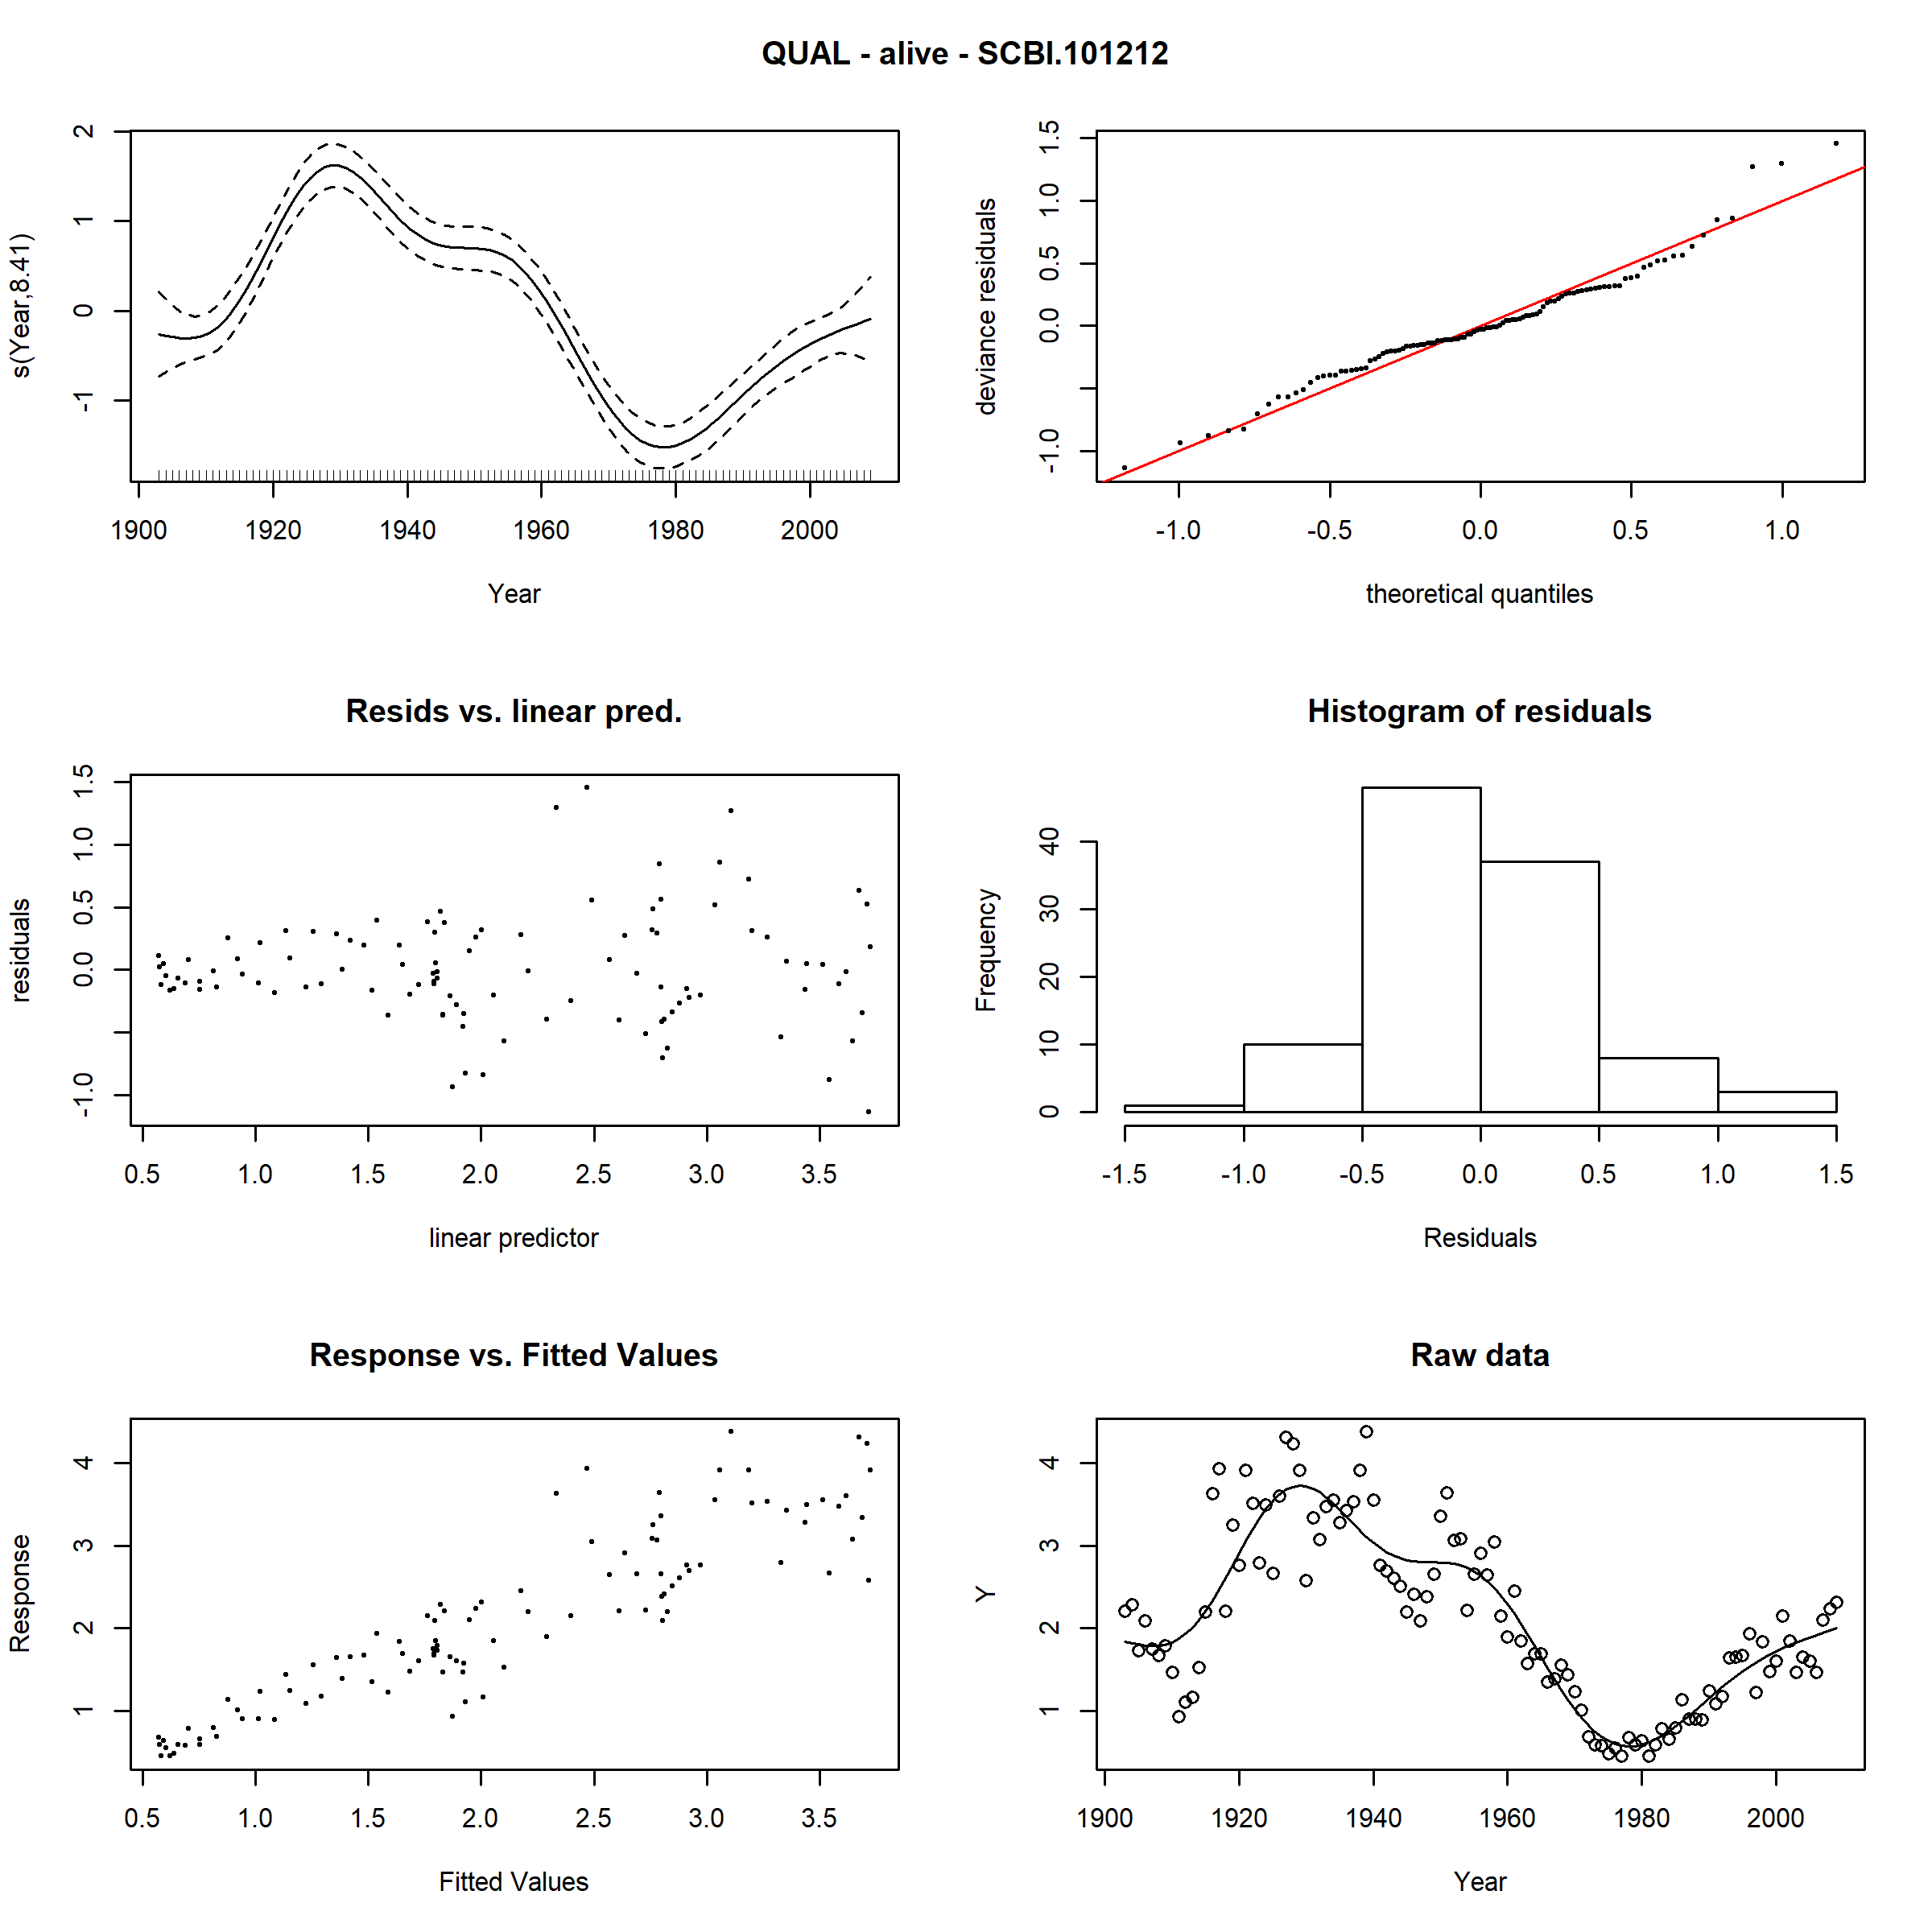 QUAL - alive - SCBI.101212
s(Year,8.41)
2
1
0
-1
1900 1920 1940 1960 1980 2000
Year
deviance residuals
1.5
1.0
0.5
0.0
-1.0
-1.0 -0.5 0.0 0.5 1.0
theoretical quantiles
Resids vs. linear pred.
residuals
1.5
1.0
0.5
0.0
-1.0
0.5 1.0 1.5 2.0 2.5 3.0 3.5
linear predictor
Histogram of residuals
Frequency
40
30
20
10
0
-1.5 -1.0 -0.5 0.0 0.5 1.0 1.5
Residuals
Response vs. Fitted Values
Response
4
3
2
1
0.5 1.0 1.5 2.0 2.5 3.0 3.5
Fitted Values
Raw data
Y
4
3
2
1
1900 1920 1940 1960 1980 2000
Year